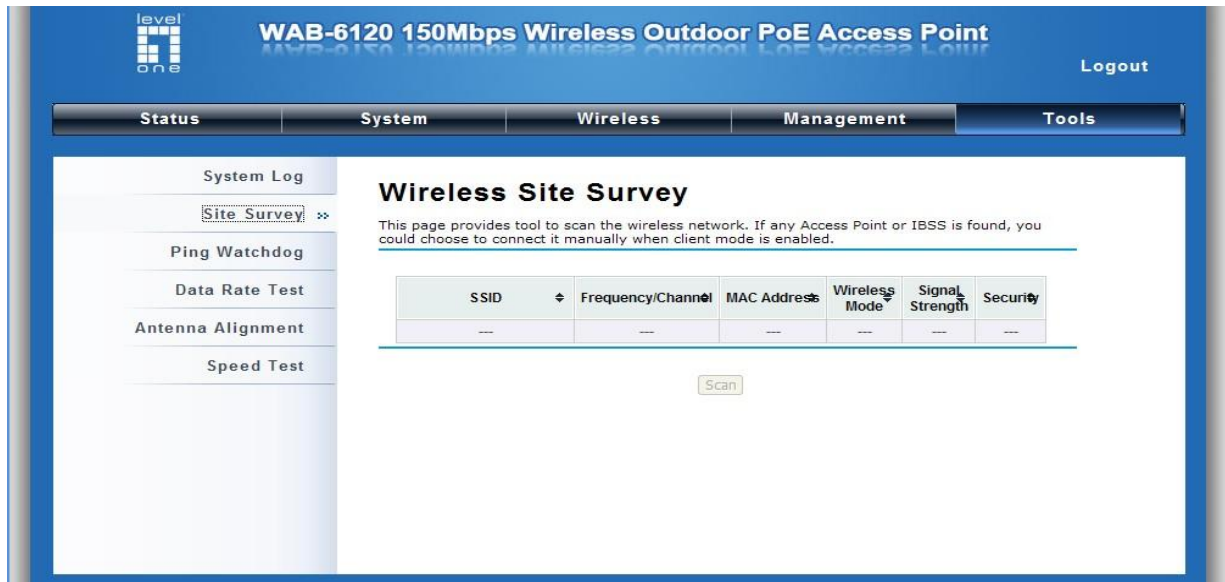 level
one
WAB-6120 150Mbps Wireless Outdoor PoE Access Point
Logout
Status System Wireless Management Tools
System Log
Site Survey »
Ping Watchdog
Data Rate Test
Antenna Alignment
Speed Test
Wireless Site Survey
This page provides tool to scan the wireless network. If any Access Point or IBSS is found, you
could choose to connect it manually when client mode is enabled.
SSID Frequency/Channel MAC Address Wireless Mode Signal Strength Security
--- --- --- --- --- ---
Scan